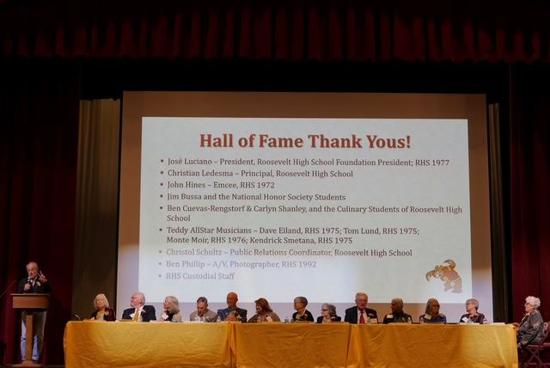 Hall of Fame Thank Yous!
• José Luciano – President, Roosevelt High School Foundation President; RHS 1977
• Christian Ledesma – Principal, Roosevelt High School
• John Hines – Emcee, RHS 1972
• Jim Bussa and the National Honor Society Students
• Ben Cuevas-Rengstorf & Carlyn Shanley, and the Culinary Students of Roosevelt High
School
• Teddy AllStar Musicians – Dave Eiland, RHS 1975; Tom Lund, RHS 1975;
Monte Moir, RHS 1976; Kendrick Smetana, RHS 1975
• Christol Schultz – Public Relations Coordinator, Roosevelt High School
• Ben Phillip – A/V, Photographer, RHS 1992
• RHS Custodial Staff